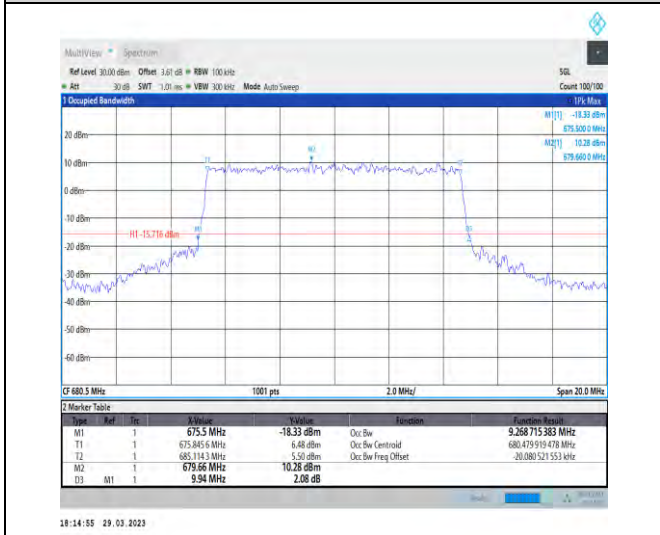 MultiView Spectrum
Ref Level 30.00 dBm Offset 3.61 dB RBW 100 kHz SGL
Att 30 dB SWT 1.01 ms VBW 300 kHz Mode Auto Sweep Count 100/100
1 Occupied Bandwidth 1Pk Max
M1[1] -18.33 dBm
675.500 0 MHz
M2[1] 10.28 dBm
679.660 0 MHz
20 dBm
M2
T1
10 dBm
0 dBm
-10 dBm
H1 -15.716 dBm
M1
D3
-20 dBm
-30 dBm
-40 dBm
-50 dBm
-60 dBm
CF 680.5 MHz 1001 pts 2.0 MHz/ Span 20.0 MHz
2 Marker Table
Type Ref Trc X-Value Y-Value Function Function Result
M1 1 675.5 MHz -18.33 dBm Occ Bw 9.268 715 383 MHz
T1 1 675.845 6 MHz 6.48 dBm Occ Bw Centroid 680.479 919 478 MHz
T2 1 685.114 3 MHz 5.50 dBm Occ Bw Freq Offset -20.080 521 553 kHz
M2 1 679.66 MHz 10.28 dBm
D3 M1 1 9.94 MHz 2.08 dB
18:14:55 29.03.2023